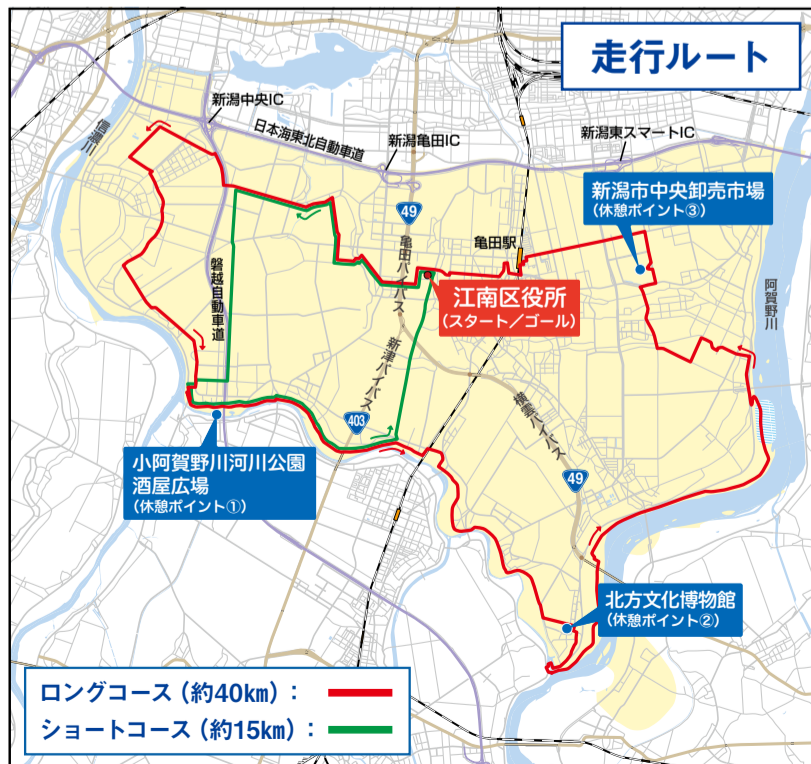 走行ルート
新潟中央IC
信濃川
日本海東北自動車道
新潟亀田IC
新潟東スマートIC
新潟市中央卸売市場
(休憩ポイント③)
49
亀田バイパス
亀田駅
阿賀野川
江南区役所
(スタート／ゴール)
磐越自動車道
新津バイパス
403
横雲バイパス
49
小阿賀野川河川公園
酒屋広場
(休憩ポイント①)
北方文化博物館
(休憩ポイント②)
ロングコース（約40km）：
ショートコース（約15km）：